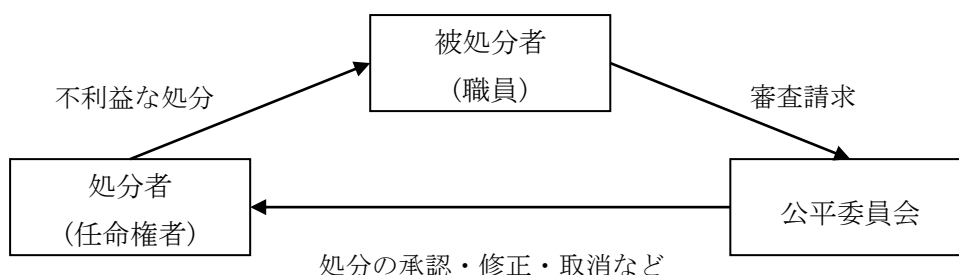 被処分者
（職員）
不利益な処分
審査請求
処分者
（任命権者）
公平委員会
処分の承認・修正・取消など